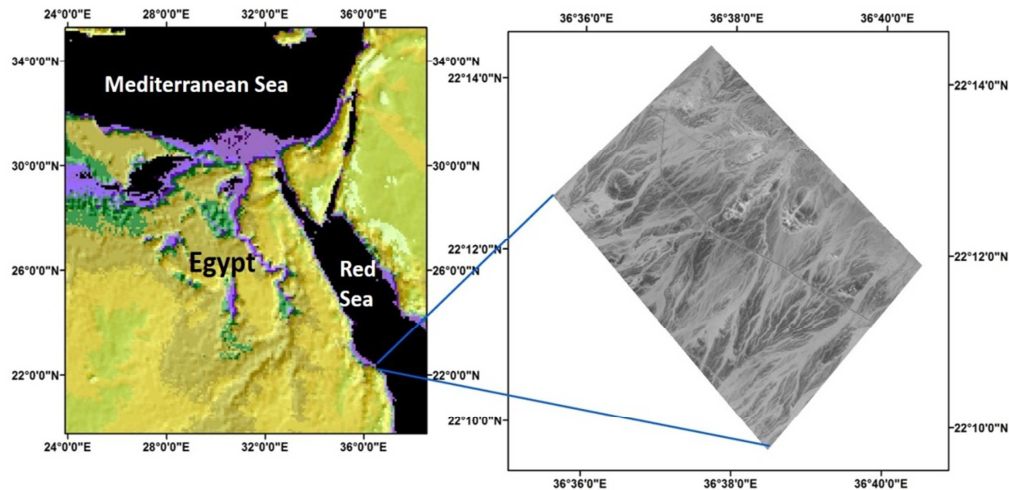 24°0'0"E 28°0'0"E 32°0'0"E 36°0'0"E
36°36'0"E 36°38'0"E 36°40'0"E
34°0'0"N
34°0'0"N
22°14'0"N
22°14'0"N
Mediterranean Sea
30°0'0"N
30°0'0"N
22°12'0"N
22°12'0"N
26°0'0"N
26°0'0"N
Egypt
Red
Sea
22°0'0"N
22°0'0"N
22°10'0"N
22°10'0"N
24°0'0"E 28°0'0"E 32°0'0"E 36°0'0"E
36°36'0"E 36°38'0"E 36°40'0"E